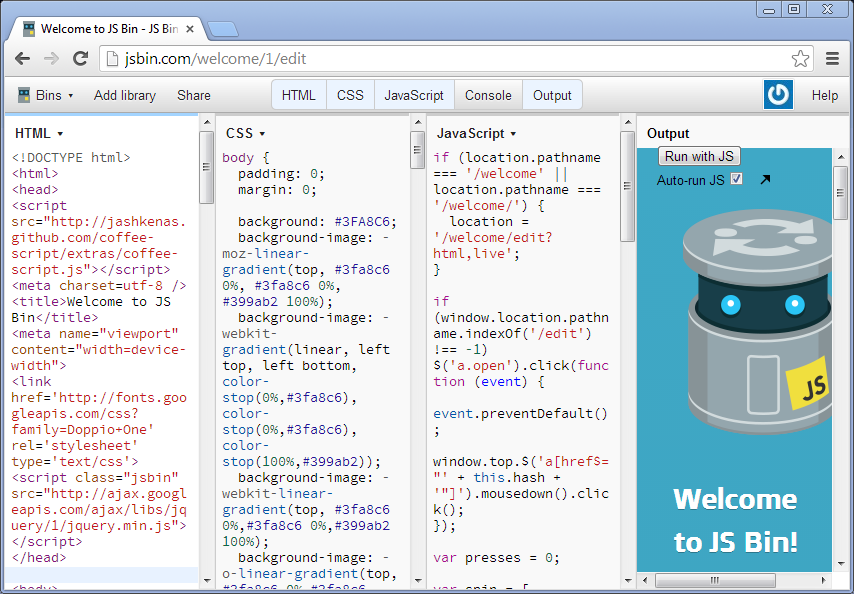 Welcome to JS Bin - JS Bin
jsbin.com/welcome/1/edit
Bins Add library Share HTML CSS JavaScript Console Output Help
HTML
<!DOCTYPE html>
<html>
<head>
<script
src="http://jashkenas.
github.com/coffee-
script/extras/coffee-
script.js"></script>
<meta charset=utf-8 />
<title>Welcome to JS
Bin</title>
<meta name="viewport"
content="width=device-
width">
<link
href='http://fonts.goo
gleapis.com/css?
family=Doppio+One'
rel='stylesheet'
type='text/css'>
<script class="jsbin"
src="http://ajax.googl
eapis.com/ajax/libs/jq
uery/1/jquery.min.js">
</script>
</head>
<body>
CSS
body {
padding: 0;
margin: 0;
background: #3FA8C6;
background-image: -
moz-linear-
gradient(top, #3fa8c6
0%, #3fa8c6 0%,
#399ab2 100%);
background-image: -
webkit-
gradient(linear, left
top, left bottom,
color-
stop(0%,#3fa8c6),
color-
stop(0%,#3fa8c6),
color-
stop(100%,#399ab2));
background-image: -
webkit-linear-
gradient(top, #3fa8c6
0%,#3fa8c6 0%,#399ab2
100%);
background-image: -
o-linear-gradient(top,
#3fa8c6 0%,#3fa8c6
JavaScript
if (location.pathname
=== '/welcome' ||
location.pathname ===
'/welcome/') {
location =
'/welcome/edit?
html,live';
}
if
(window.location.pathn
ame.indexOf('/edit')
!== -1)
$('a.open').click(func
tion (event) {
event.preventDefault()
;
window.top.$('a[href$=
"' + this.hash +
'"]').mousedown().clic
k();
});
var presses = 0;
var spin = [
Output
Run with JS
Auto-run JS
JS
Welcome
to JS Bin!